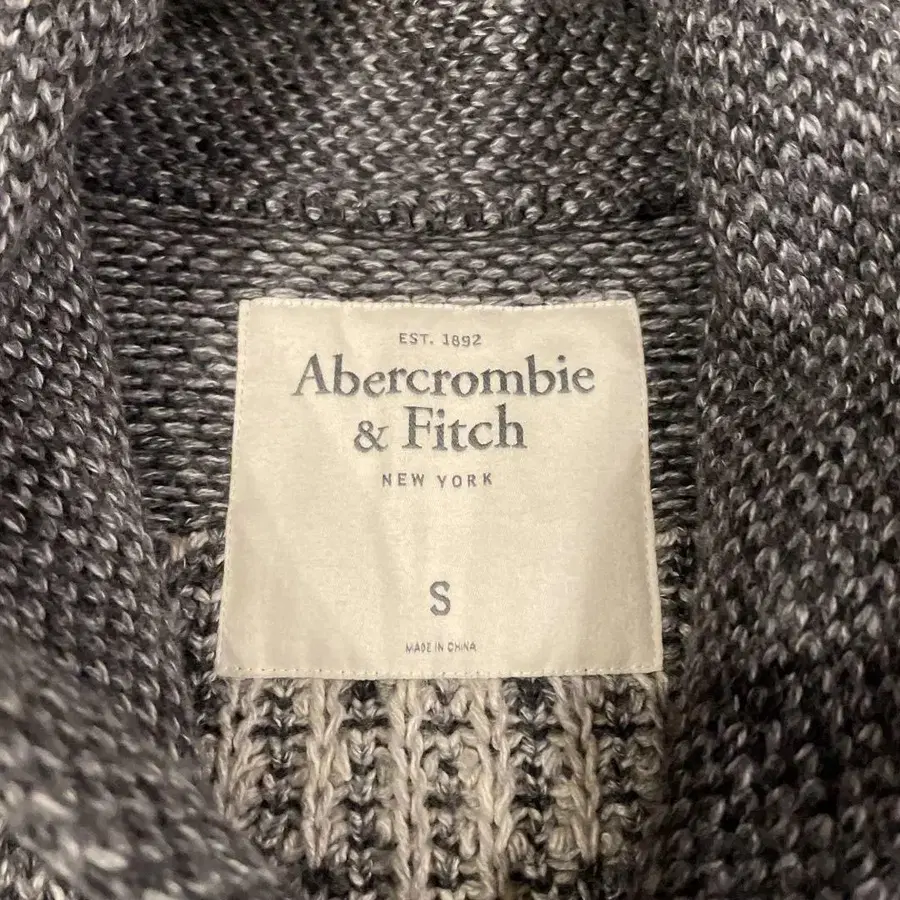 EST. 1892
Abercrombie
& Fitch
NEW YORK
S
MADE IN CHINA